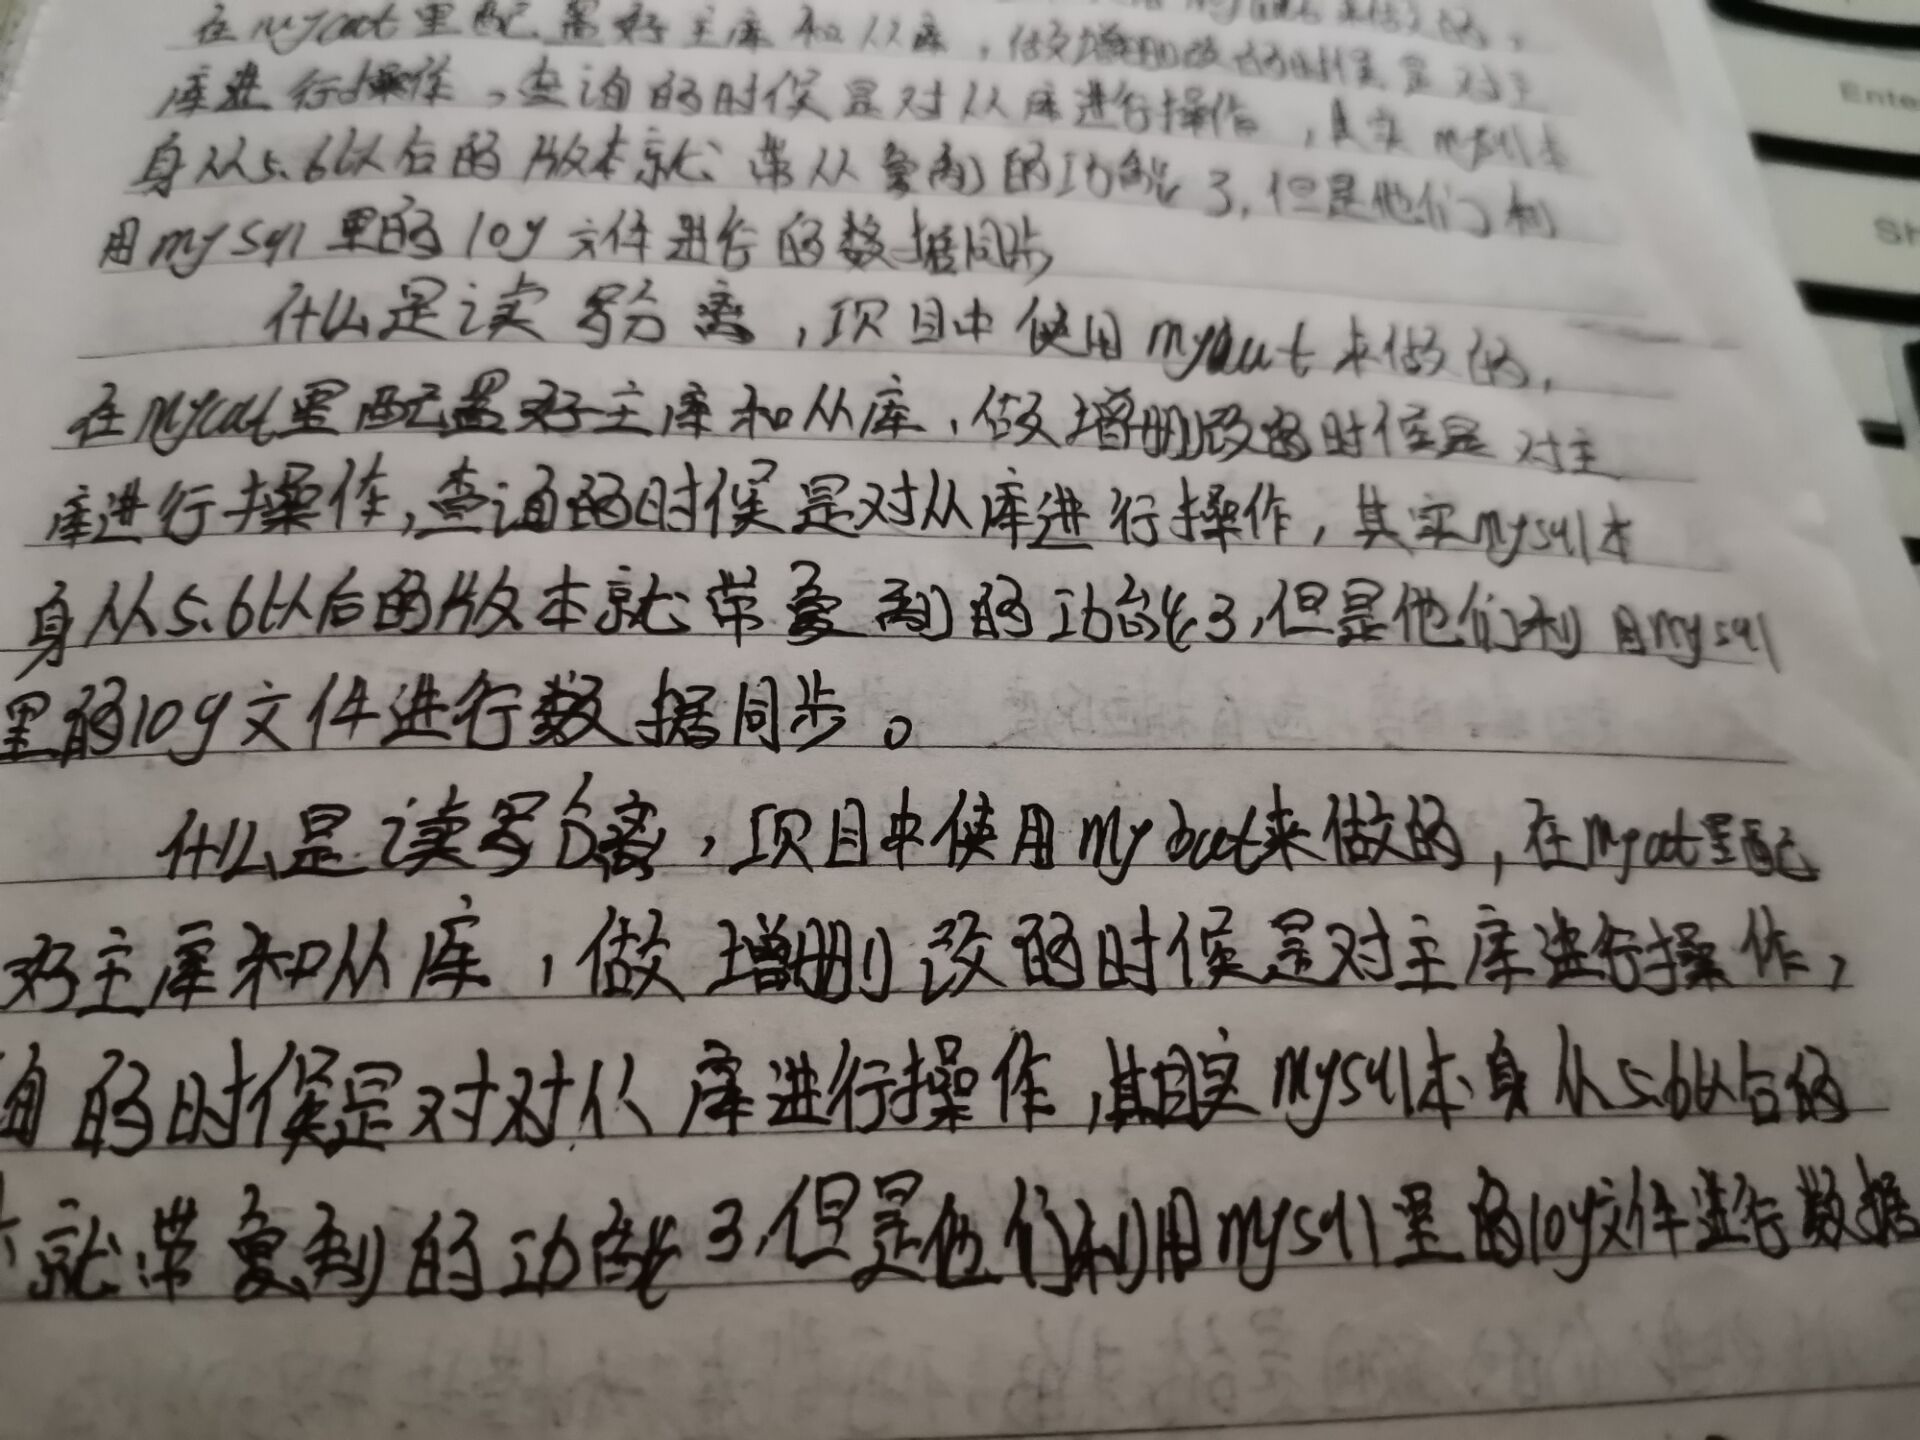 在mycat里配置好主库和从库，做增删改的时候是对主
库进行操作，查询的时候是对从库进行操作，其实mysql本
身从5.6以后的版本就带从复制的功能了，但是他们利
用mysql里的log文件进行的数据同步
什么是读写分离，项目中使用mycat来做的，
在mycat里配置好主库和从库，做增删改的时候是对主
库进行操作，查询的时候是对从库进行操作，其实mysql本
身从5.6以后的版本就带复制的功能了，但是他们利用mysql
里的log文件进行数据同步。
什么是读写分离，项目中使用mycat来做的，在mycat里配
好主库和从库，做增删改的时候是对主库进行操作，
询的时候是对对从库进行操作，其实mysql本身从5.6以后的
就带复制的功能了，但是他们利用mysql里的log文件进行数据
Ente
Sh